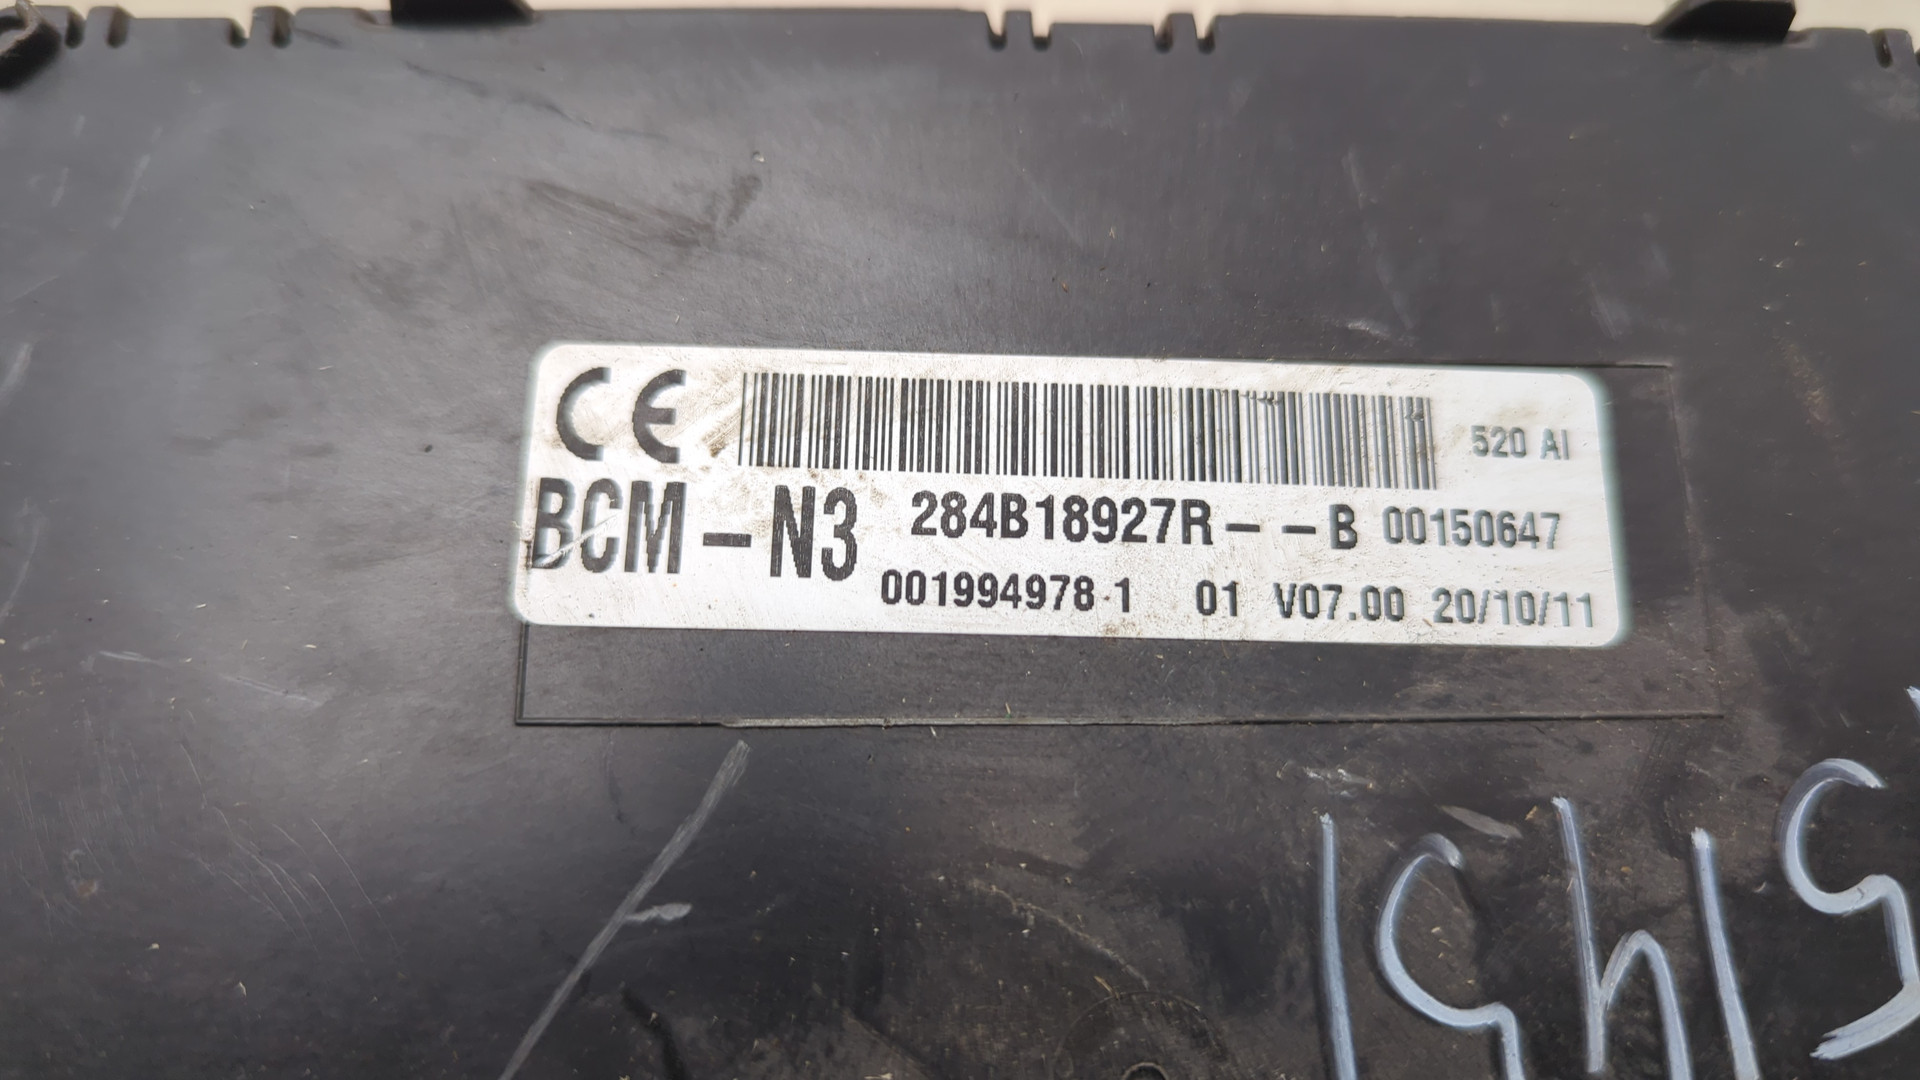 CE
520 AI
BCM - N3
284B18927R - - B 00150647
001994978·1 01 V07.00 20/10/11